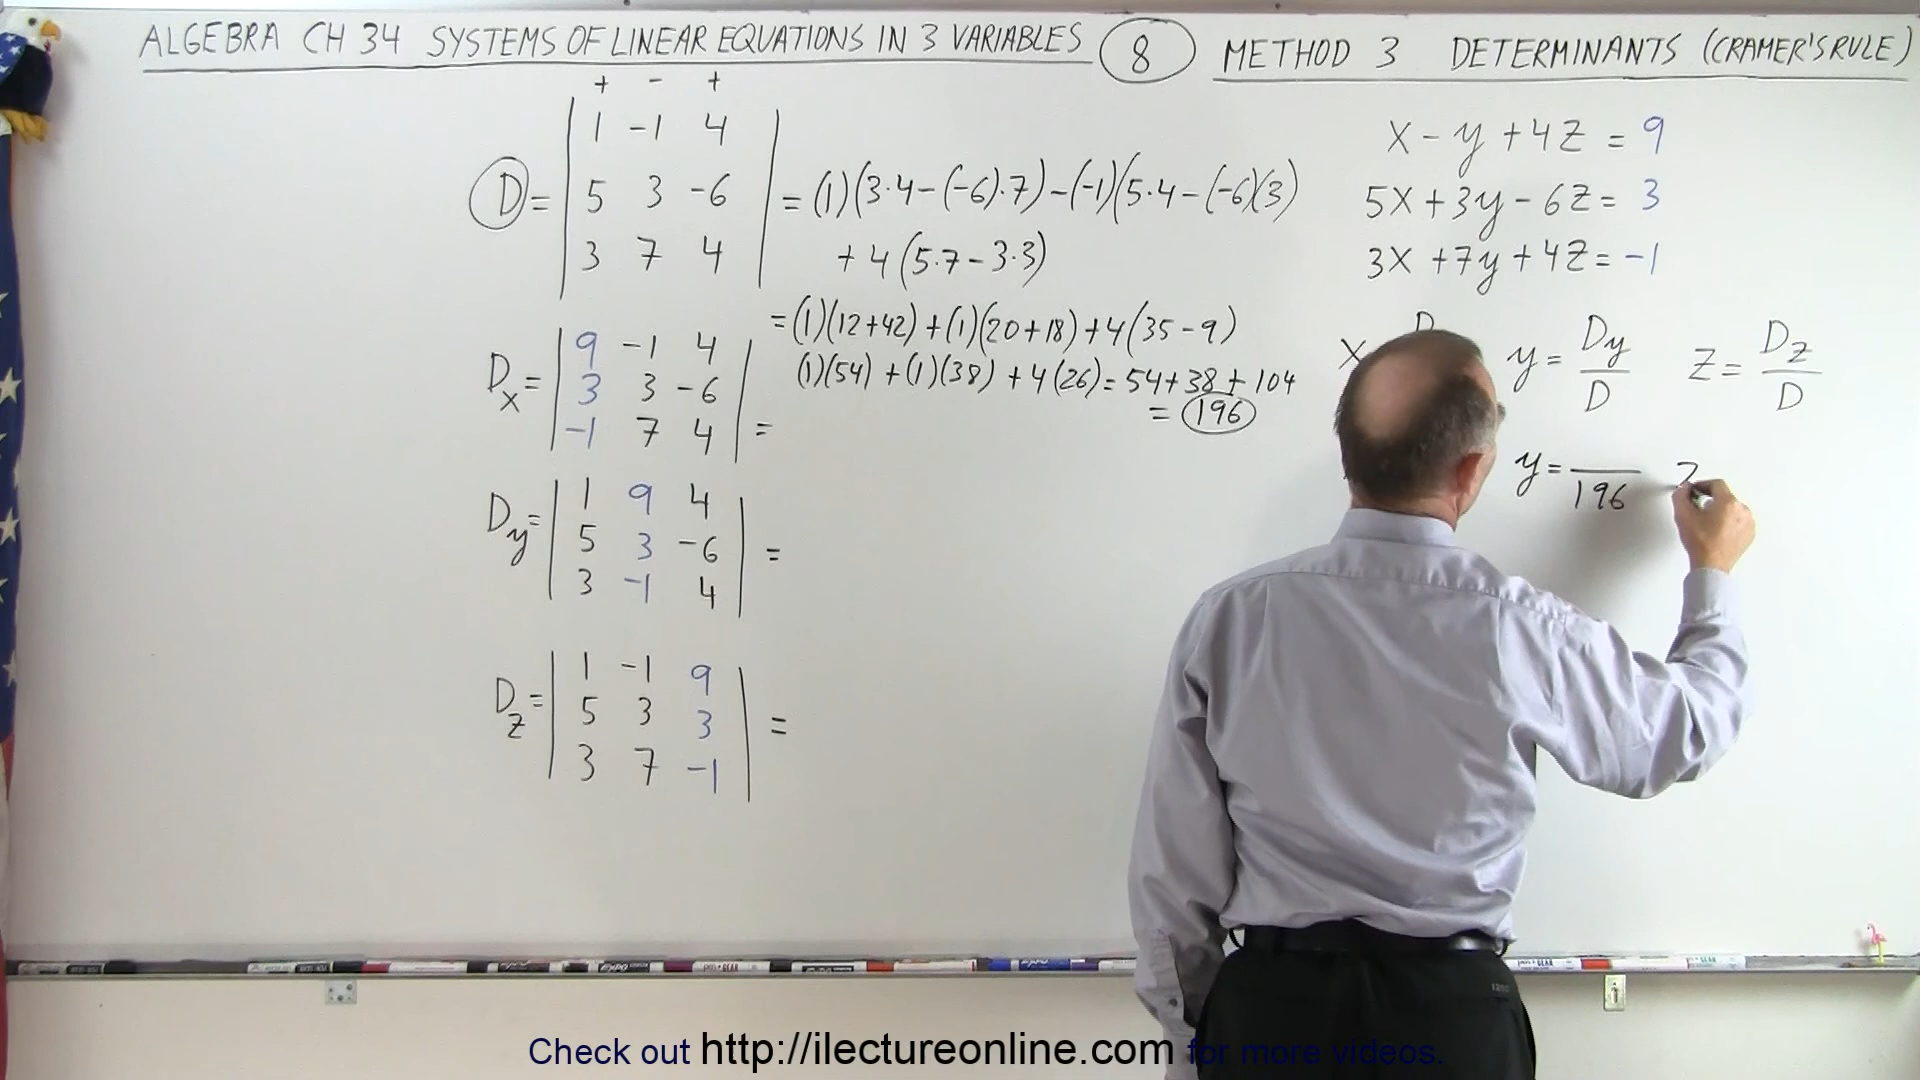 ALGEBRA CH 34 SYSTEMS OF LINEAR EQUATIONS IN 3 VARIABLES 8 METHOD 3 DETERMINANTS (CRAMER'S RULE)
+ - +
D = | 1 -1 4 |
| 5 3 -6 | = (1)(3·4-(-6)·7)-(-1)(5·4-(-6)(3)
| 3 7 4 | + 4(5·7-3·3)
= (1)(12+42)+(1)(20+18)+4(35-9)
(1)(54)+(1)(38)+4(26)=54+38+104
= 196
Dx = | 9 -1 4 |
| 3 3 -6 |
| -1 7 4 | =
Dy = | 1 9 4 |
| 5 3 -6 | =
| 3 -1 4 |
Dz = | 1 -1 9 |
| 5 3 3 | =
| 3 7 -1 |
x - y + 4z = 9
5x + 3y - 6z = 3
3x + 7y + 4z = -1
x D y = Dy/D z = Dz/D
y = /196 z
Check out http://ilectureonline.com for more videos.